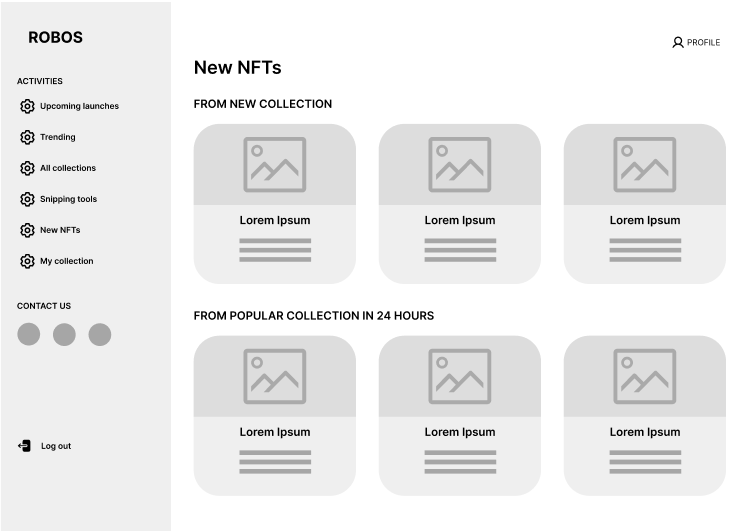 ROBOS
ACTIVITIES
Upcoming launches
Trending
All collections
Snipping tools
New NFTs
My collection
CONTACT US
Log out
PROFILE
New NFTs
FROM NEW COLLECTION
Lorem Ipsum
Lorem Ipsum
Lorem Ipsum
FROM POPULAR COLLECTION IN 24 HOURS
Lorem Ipsum
Lorem Ipsum
Lorem Ipsum